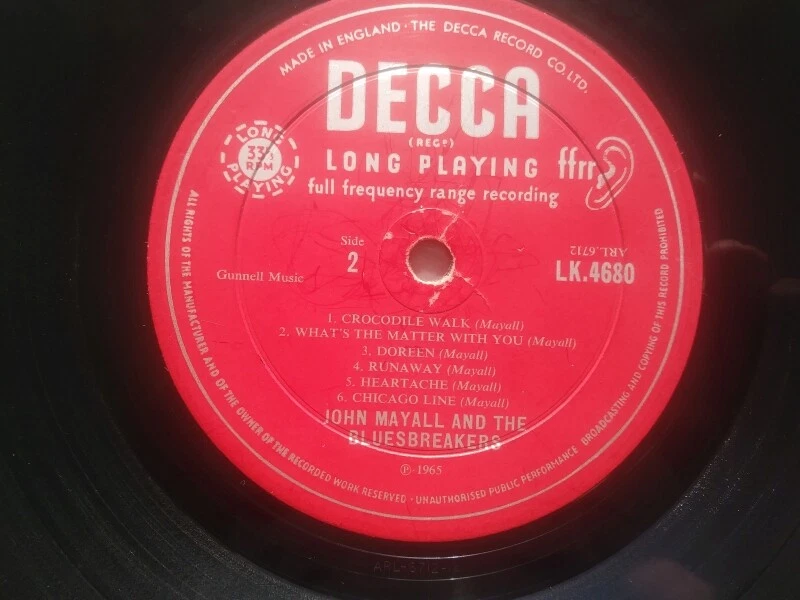 MADE IN ENGLAND · THE DECCA RECORD CO. LTD.
DECCA
(REGD)
LONG PLAYING
ffrr
full frequency range recording
LONG
33⅓
RPM
PLAYING
Side
2
Gunnell Music
ARL.6712
LK.4680
1. CROCODILE WALK (Mayall)
2. WHAT'S THE MATTER WITH YOU (Mayall)
3. DOREEN (Mayall)
4. RUNAWAY (Mayall)
5. HEARTACHE (Mayall)
6. CHICAGO LINE (Mayall)
JOHN MAYALL AND THE
BLUESBREAKERS
℗ 1965
ALL RIGHTS OF THE MANUFACTURER AND OF THE OWNER OF THE RECORDED WORK RESERVED · UNAUTHORISED PUBLIC PERFORMANCE BROADCASTING AND COPYING OF THIS RECORD PROHIBITED
ARL-6712-